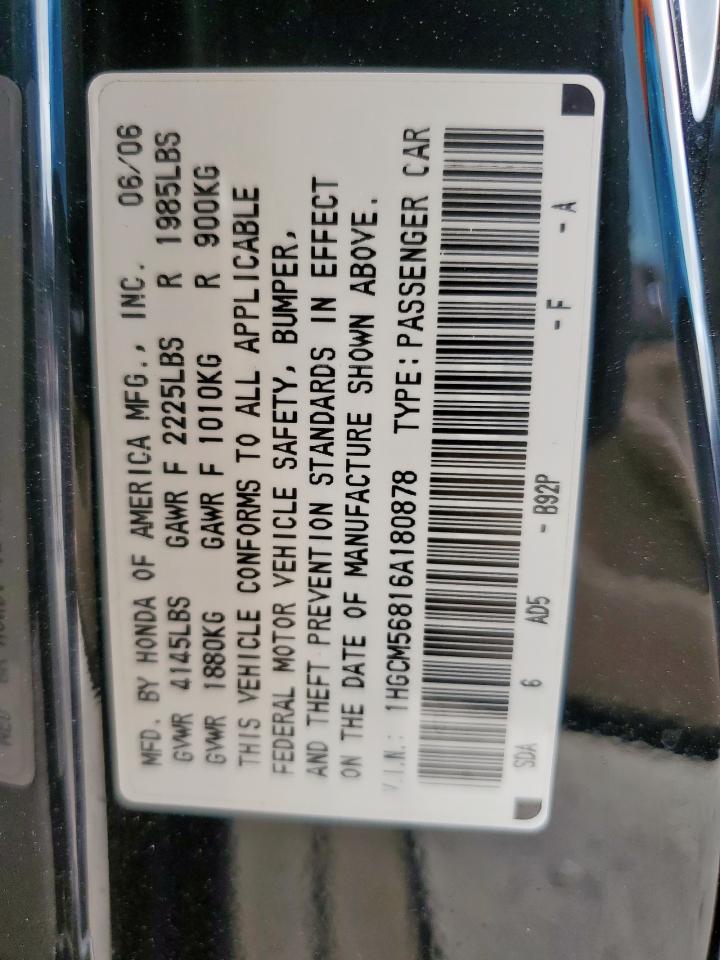 MFD. BY HONDA OF AMERICA MFG., INC. 06/06
GVWR 4145LBS GAWR F 2225LBS R 1985LBS
GVWR 1880KG GAWR F 1010KG R 900KG
THIS VEHICLE CONFORMS TO ALL APPLICABLE
FEDERAL MOTOR VEHICLE SAFETY, BUMPER,
AND THEFT PREVENTION STANDARDS IN EFFECT
ON THE DATE OF MANUFACTURE SHOWN ABOVE.
V.I.N.: 1HGCM56816A180878 TYPE:PASSENGER CAR
SDA 6 AD5 -B92P -F -A